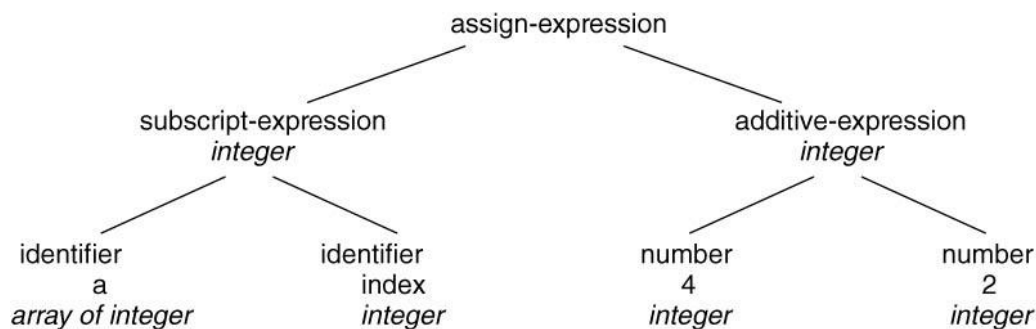 assign-expression
subscript-expression additive-expression
integer integer
identifier identifier number number
a index 4 2
array of integer integer integer integer